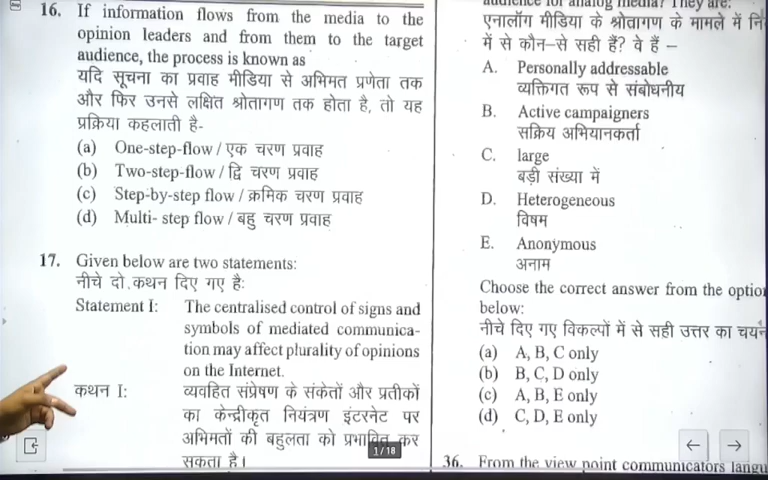 16. If information flows from the media to the
opinion leaders and from them to the target
audience, the process is known as
यदि सूचना का प्रवाह मीडिया से अभिमत प्रणेता तक
और फिर उनसे लक्षित श्रोतागण तक होता है, तो यह
प्रक्रिया कहलाती है-
(a) One-step-flow / एक चरण प्रवाह
(b) Two-step-flow / द्वि चरण प्रवाह
(c) Step-by-step flow / क्रमिक चरण प्रवाह
(d) Multi- step flow / बहु चरण प्रवाह
17. Given below are two statements:
नीचे दो कथन दिए गए है:
Statement I: The centralised control of signs and
symbols of mediated communica-
tion may affect plurality of opinions
on the Internet.
कथन I: व्यवहित संप्रेषण के संकेतों और प्रतीकों
का केन्द्रीकृत नियंत्रण इंटरनेट पर
अभिमतों की बहुलता को प्रभावित कर
सकता है।
1/18
audience for analog media? They are:
एनालॉग मीडिया के श्रोतागण के मामले में
में से कौन-से सही हैं? वे हैं –
A. Personally addressable
व्यक्तिगत रूप से संबोधनीय
B. Active campaigners
सक्रिय अभियानकर्ता
C. large
बड़ी संख्या में
D. Heterogeneous
विषम
E. Anonymous
अनाम
Choose the correct answer from the
below:
नीचे दिए गए विकल्पों में से सही उत्तर का
(a) A, B, C only
(b) B, C, D only
(c) A, B, E only
(d) C, D, E only
36. From the view point communicators